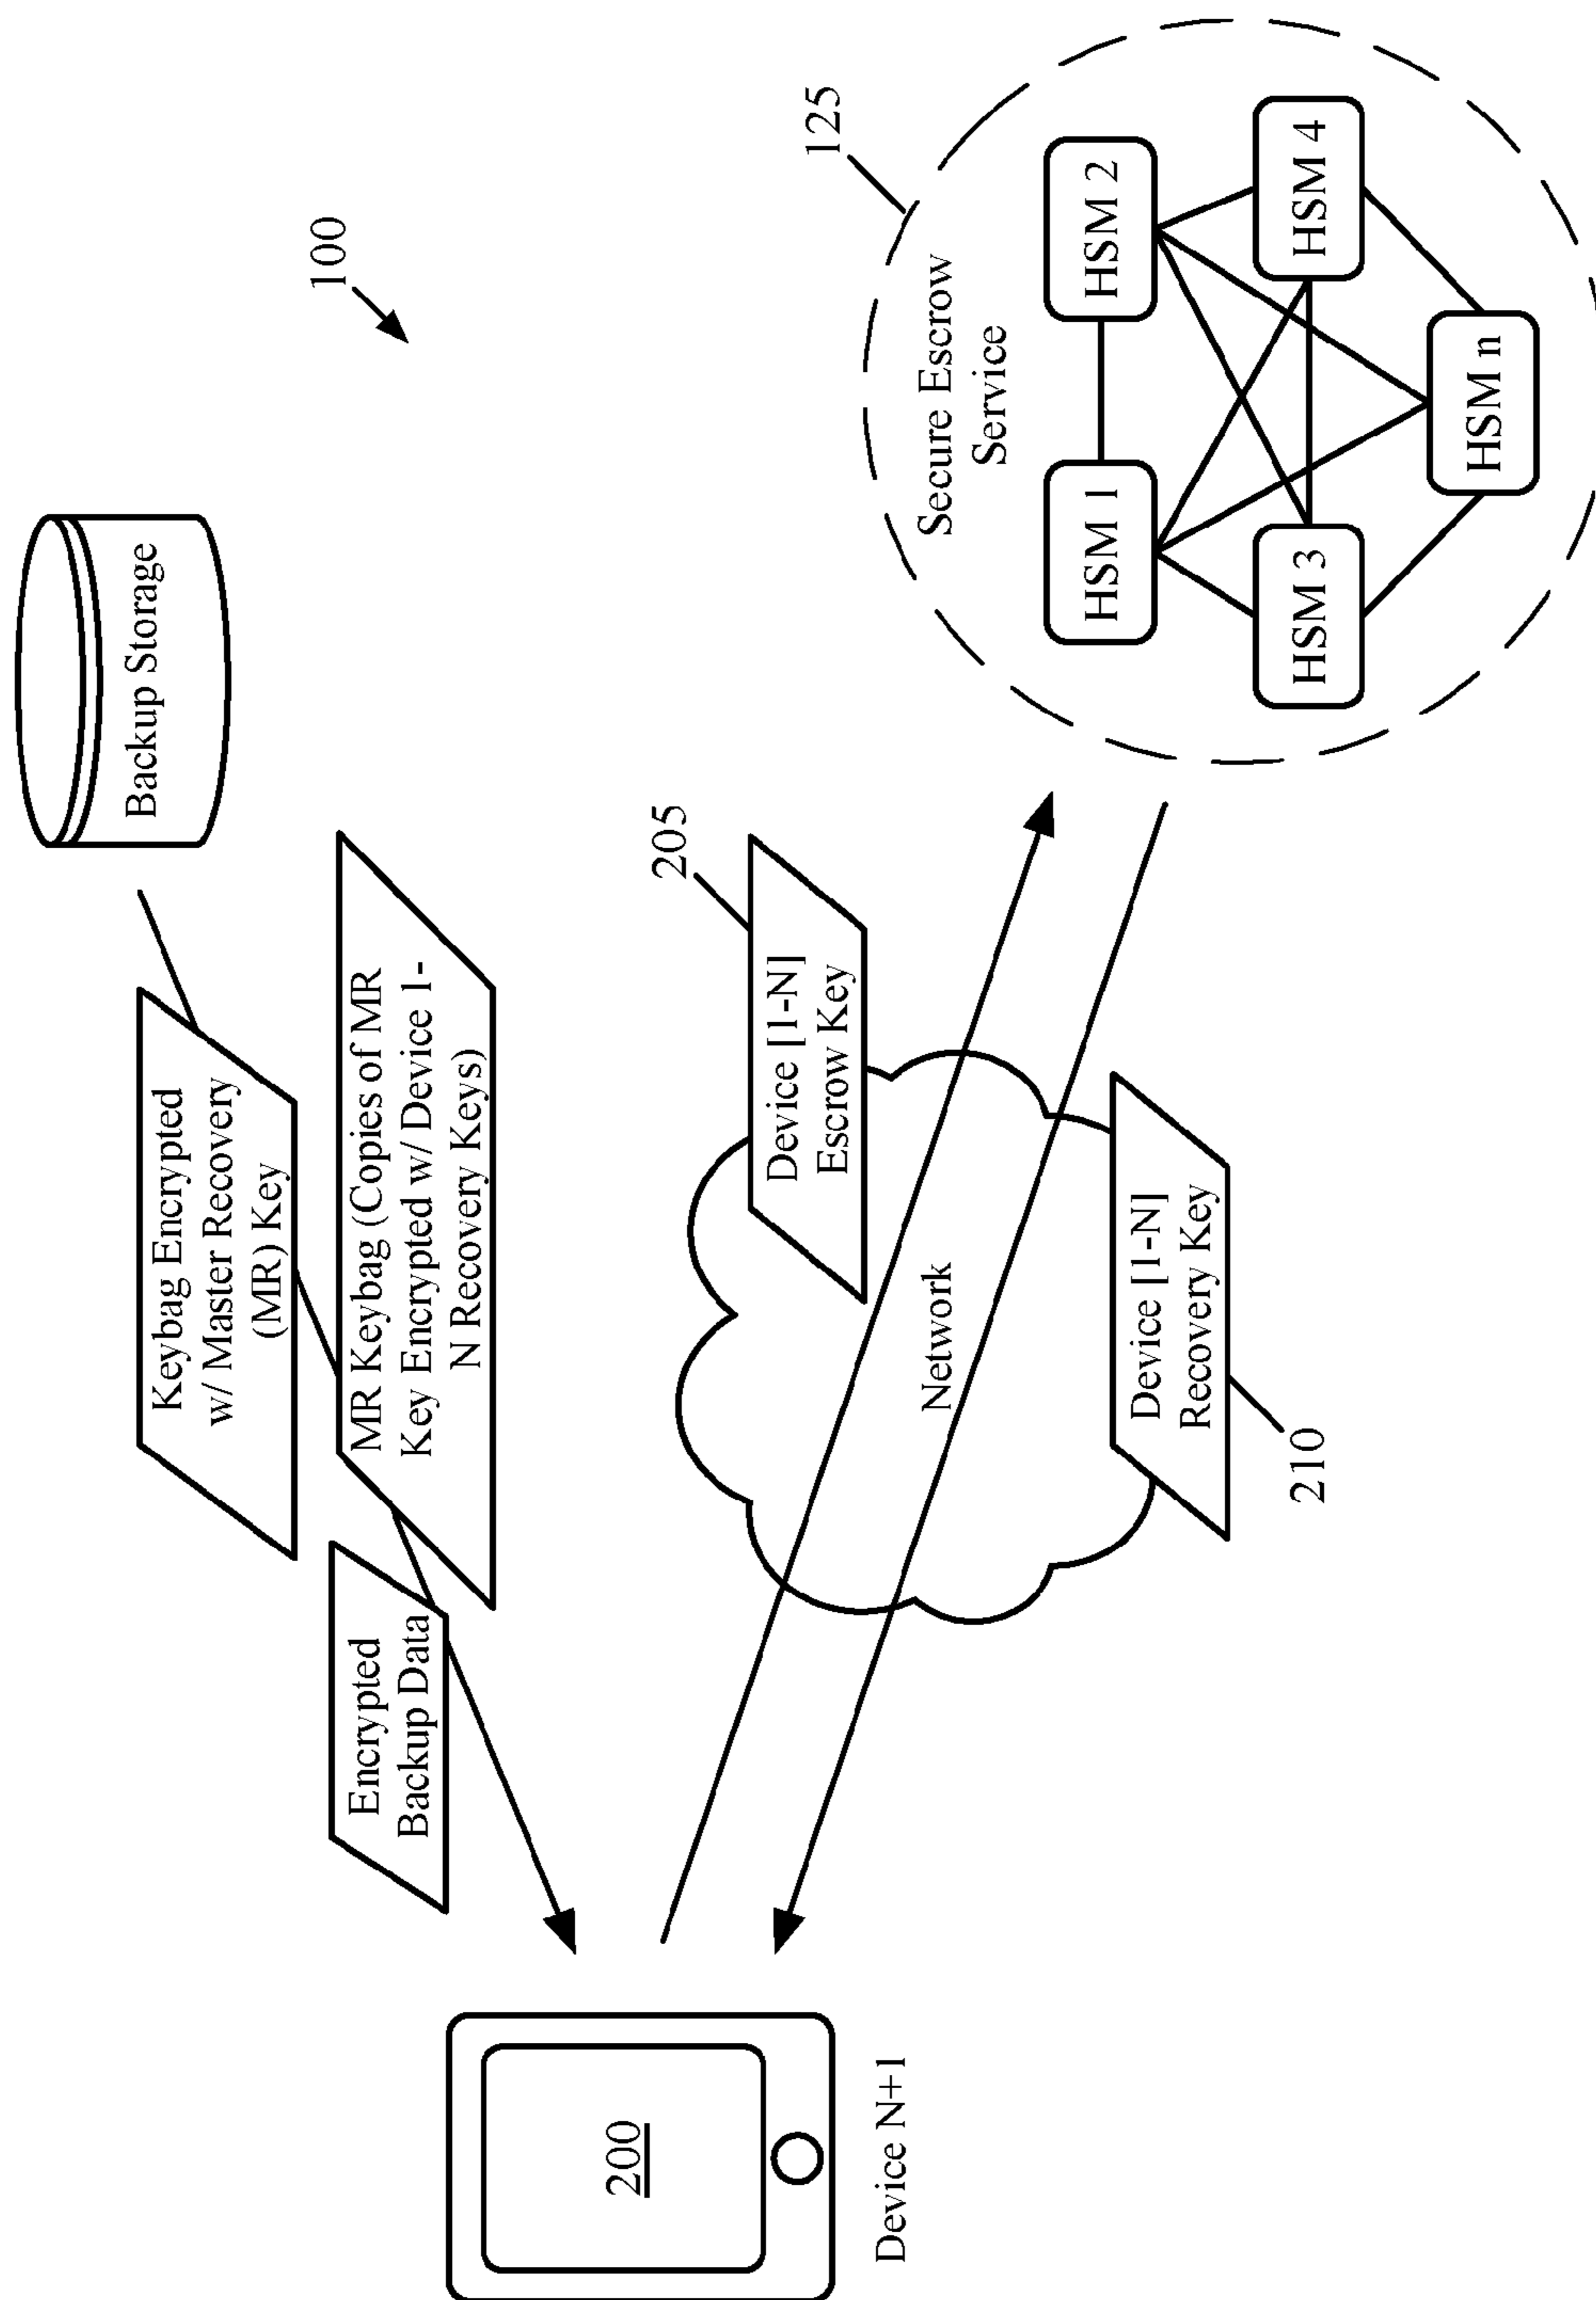 100
Backup Storage
Keybag Encrypted
w/ Master Recovery
(MR) Key
MR Keybag (Copies of MR
Key Encrypted w/ Device 1-
N Recovery Keys)
Encrypted
Backup Data
200
Device N+1
205
Device [1-N]
Escrow Key
Network
Device [1-N]
Recovery Key
210
125
Secure Escrow
Service
HSM 1
HSM 2
HSM 3
HSM 4
HSM n